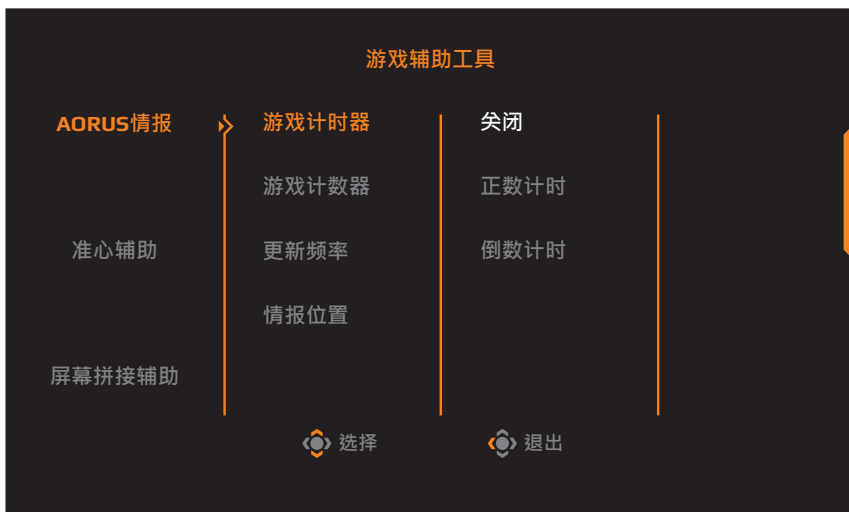 游戏辅助工具
AORUS情报
游戏计时器
关闭
游戏计数器
正数计时
准心辅助
更新频率
倒数计时
情报位置
屏幕拼接辅助
选择
退出